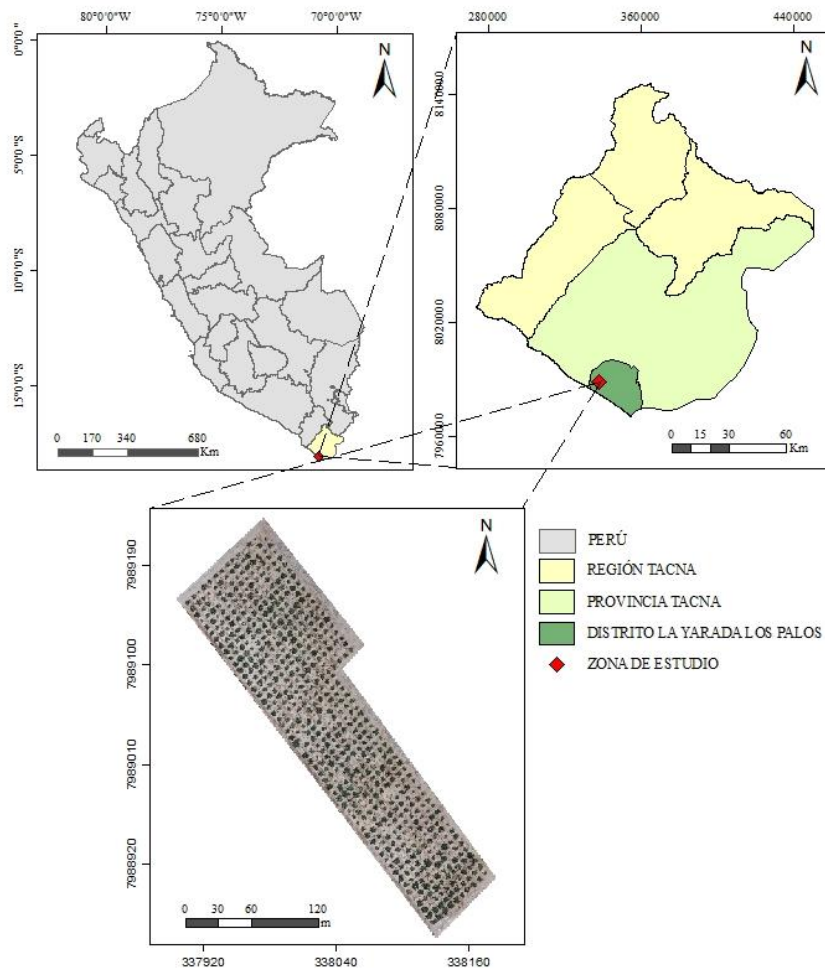 80°0'0"W 75°0'0"W 70°0'0"W
0°0'0"
5°0'0"S
10°0'0"S
15°0'0"S
N
0 170 340 680
Km
280000 360000 440000
8140000
8080000
8020000
7960000
N
0 15 30 60
Km
7989190
7989100
7989010
7988920
N
0 30 60 120
m
337920 338040 338160
PERÚ
REGIÓN TACNA
PROVINCIA TACNA
DISTRITO LA YARADA LOS PALOS
ZONA DE ESTUDIO